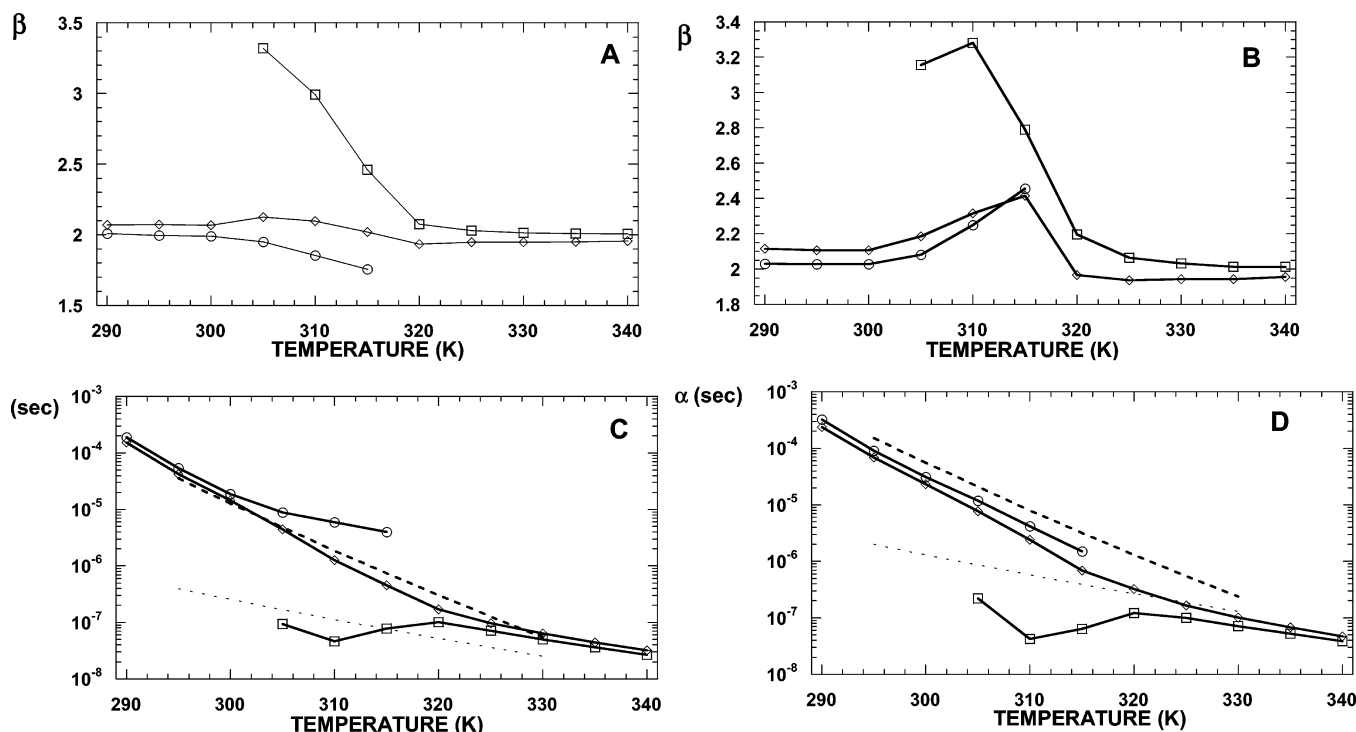 β
A
4
3.5
3
2.5
2
1.5
290 300 310 320 330 340
TEMPERATURE (K)
β
B
3.4
3.2
3
2.8
2.6
2.4
2.2
2
1.8
290 300 310 320 330 340
TEMPERATURE (K)
(sec)
C
10-3
10-4
10-5
10-6
10-7
10-8
290 300 310 320 330 340
TEMPERATURE (K)
α (sec)
D
10-3
10-4
10-5
10-6
10-7
10-8
290 300 310 320 330 340
TEMPERATURE (K)